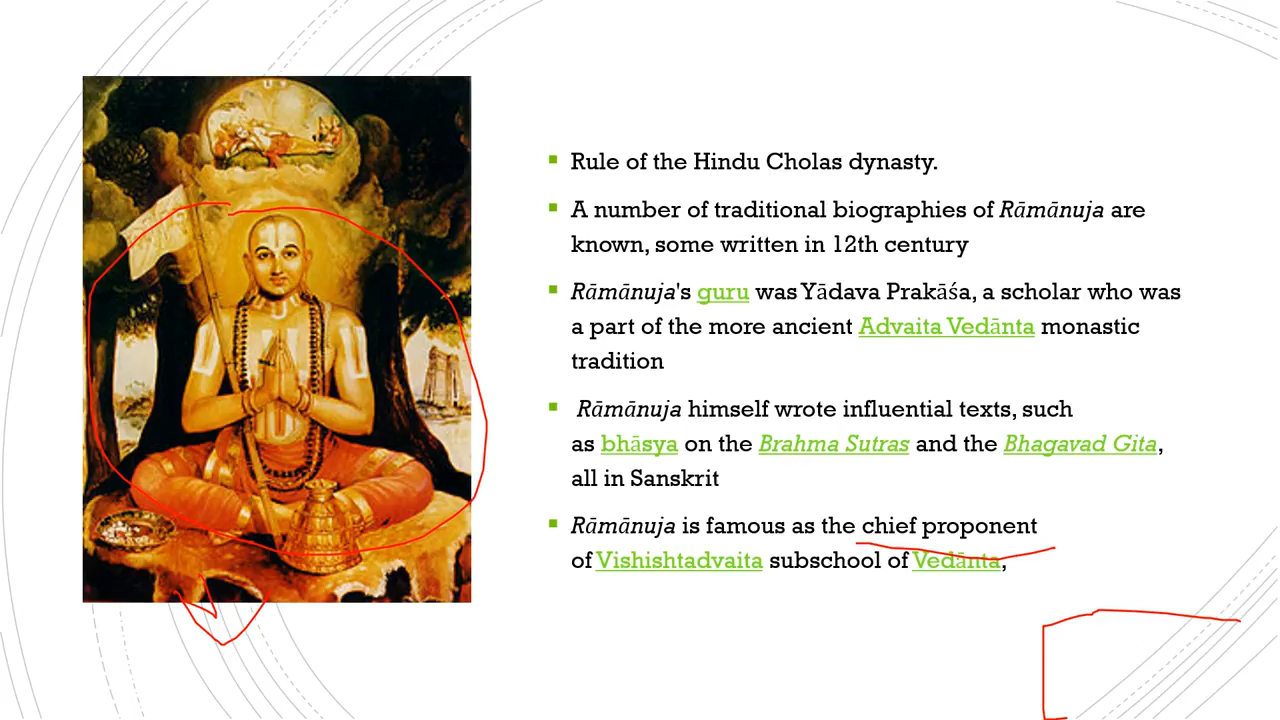 Rule of the Hindu Cholas dynasty.
A number of traditional biographies of Rāmānuja are
known, some written in 12th century
Rāmānuja's guru was Yādava Prakāśa, a scholar who was
a part of the more ancient Advaita Vedānta monastic
tradition
Rāmānuja himself wrote influential texts, such
as bhāsya on the Brahma Sutras and the Bhagavad Gita,
all in Sanskrit
Rāmānuja is famous as the chief proponent
of Vishishtadvaita subschool of Vedānta,